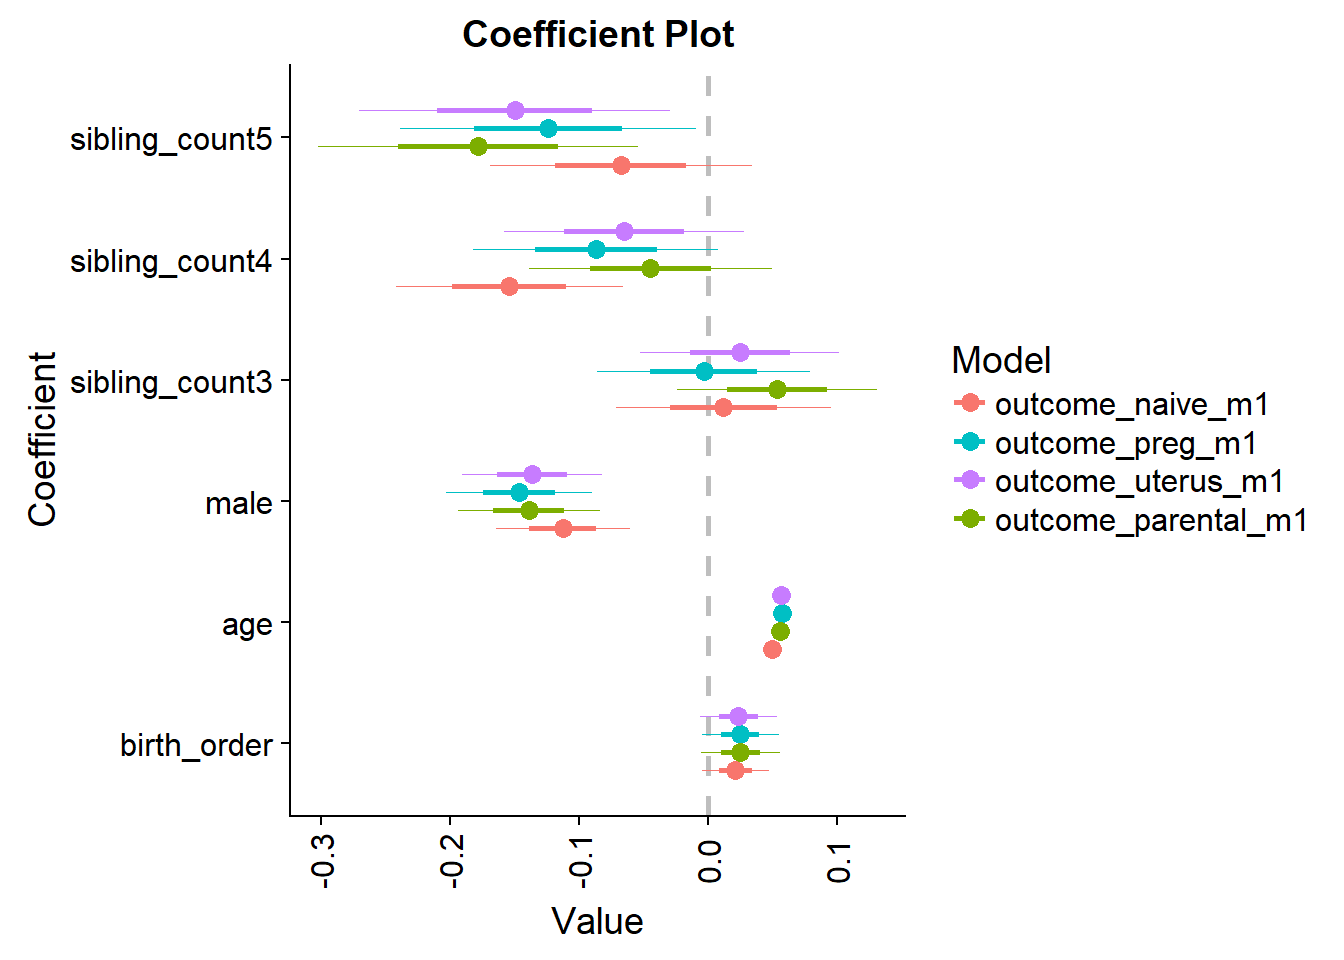 Coefficient Plot
Coefficient
sibling_count5
sibling_count4
sibling_count3
male
age
birth_order
-0.3
-0.2
-0.1
0.0
0.1
Value
Model
outcome_naive_m1
outcome_preg_m1
outcome_uterus_m1
outcome_parental_m1